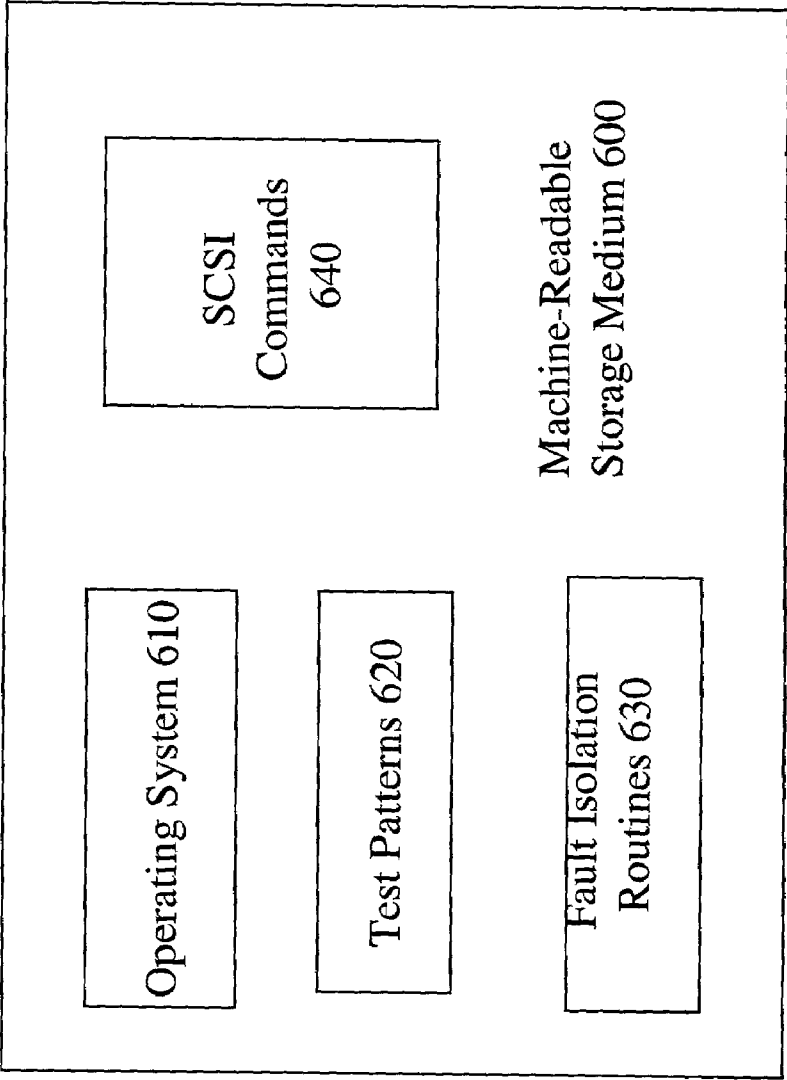 Operating System 610
Test Patterns 620
Fault Isolation
Routines 630
SCSI
Commands
640
Machine-Readable
Storage Medium 600